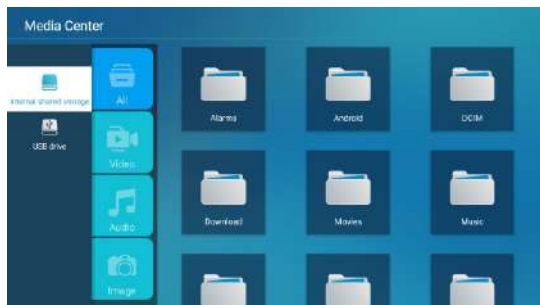 Media Center
Internal shared storage
USB drive
All
Video
Audio
Image
Alarms
Android
DCIM
Download
Movies
Music